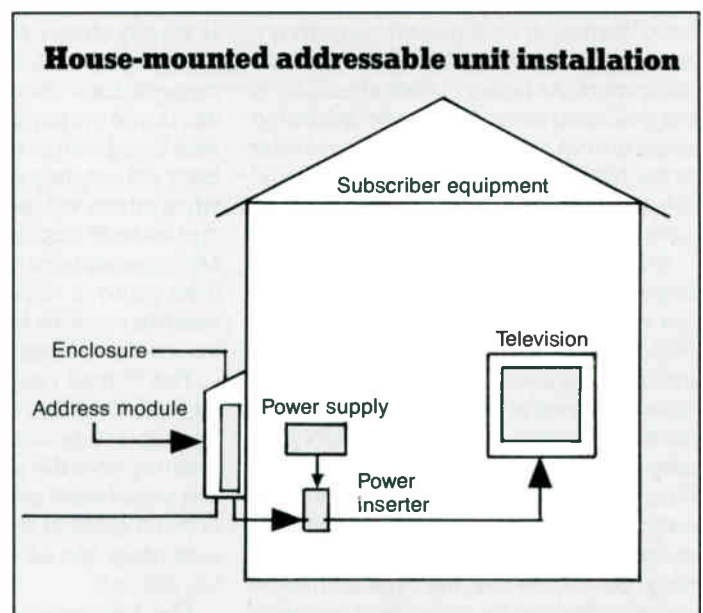 House-mounted addressable unit installation
Subscriber equipment
Television
Enclosure
Address module
Power supply
Power
inserter